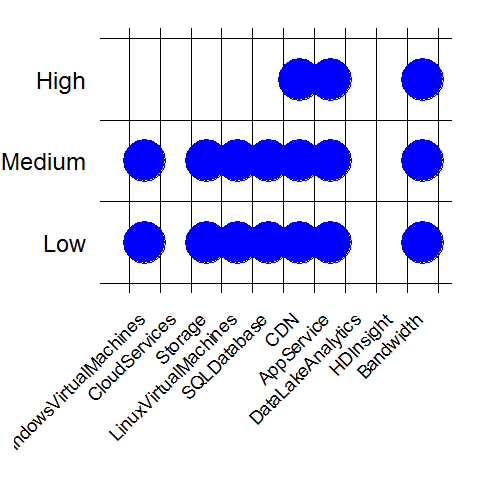 High
Medium
Low
ndowsVirtualMachines
CloudServices
Storage
LinuxVirtualMachines
SQLDatabase
CDN
AppService
DataLakeAnalytics
HDInsight
Bandwidth